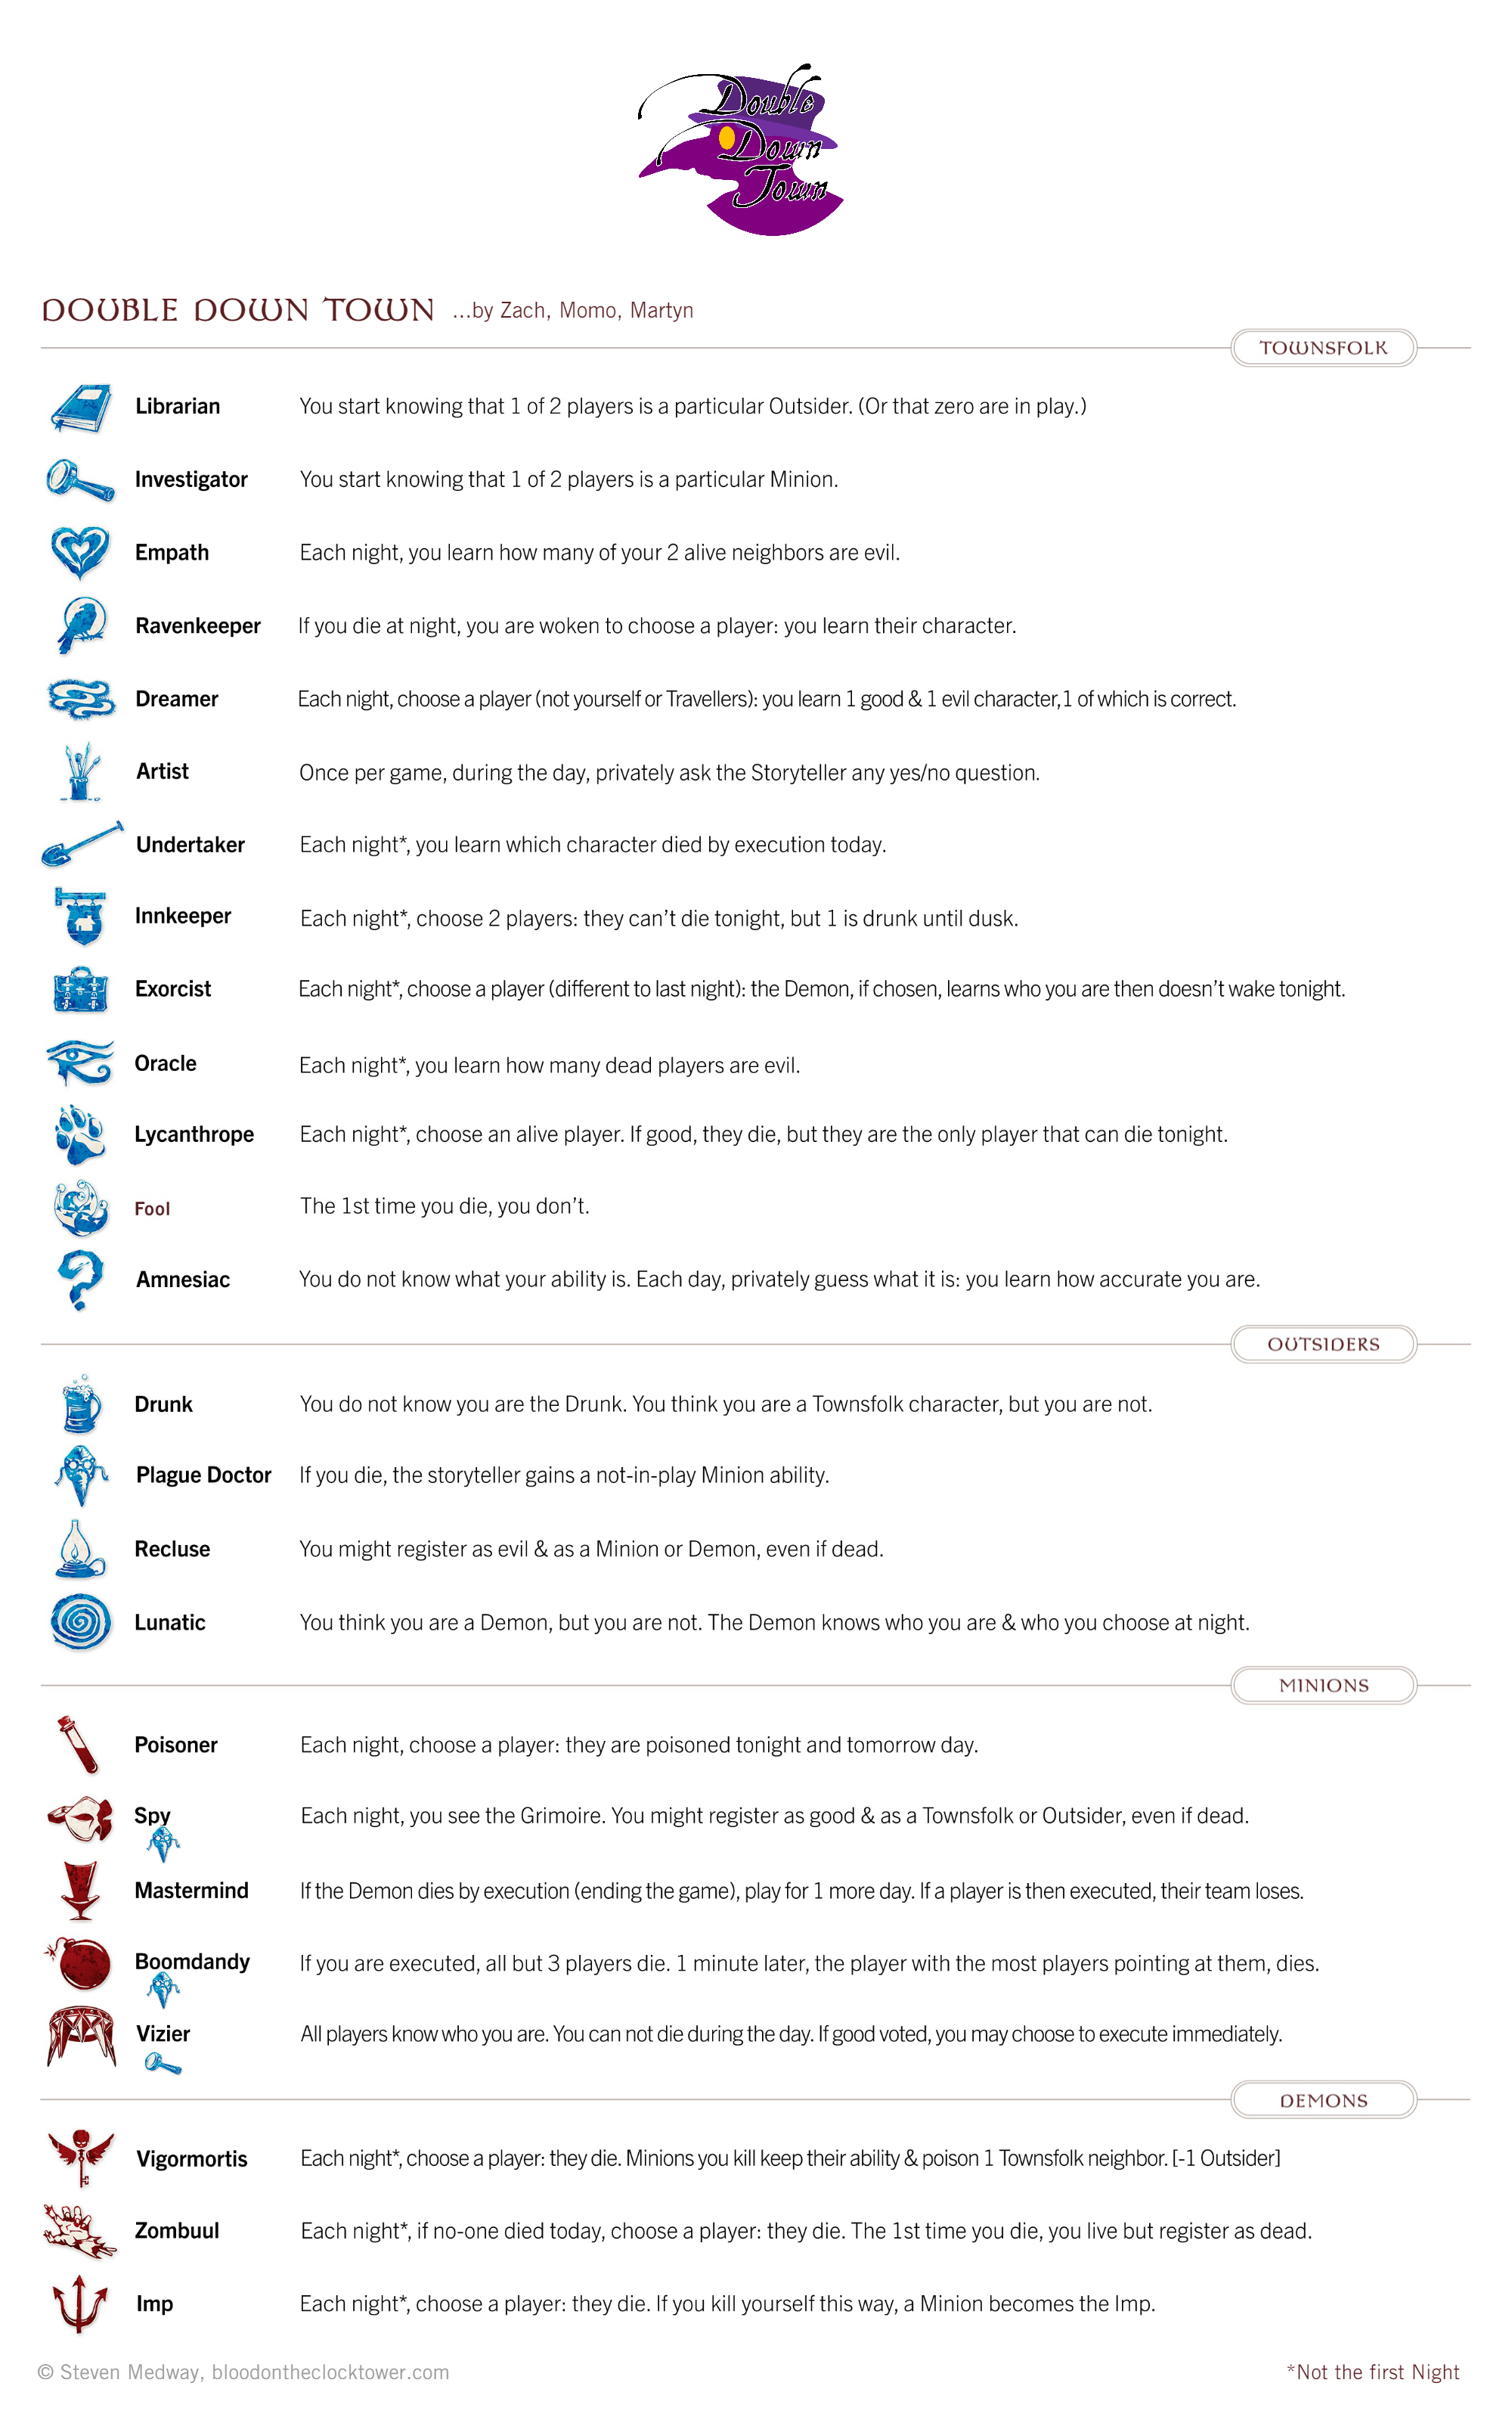 Double
Down
Town
DOUBLE DOWN TOWN ...by Zach, Momo, Martyn
TOWNSFOLK
Librarian You start knowing that 1 of 2 players is a particular Outsider. (Or that zero are in play.)
Investigator You start knowing that 1 of 2 players is a particular Minion.
Empath Each night, you learn how many of your 2 alive neighbors are evil.
Ravenkeeper If you die at night, you are woken to choose a player: you learn their character.
Dreamer Each night, choose a player (not yourself or Travellers): you learn 1 good & 1 evil character, 1 of which is correct.
Artist Once per game, during the day, privately ask the Storyteller any yes/no question.
Undertaker Each night*, you learn which character died by execution today.
Innkeeper Each night*, choose 2 players: they can't die tonight, but 1 is drunk until dusk.
Exorcist Each night*, choose a player (different to last night): the Demon, if chosen, learns who you are then doesn't wake tonight.
Oracle Each night*, you learn how many dead players are evil.
Lycanthrope Each night*, choose an alive player. If good, they die, but they are the only player that can die tonight.
Fool The 1st time you die, you don't.
Amnesiac You do not know what your ability is. Each day, privately guess what it is: you learn how accurate you are.
OUTSIDERS
Drunk You do not know you are the Drunk. You think you are a Townsfolk character, but you are not.
Plague Doctor If you die, the storyteller gains a not-in-play Minion ability.
Recluse You might register as evil & as a Minion or Demon, even if dead.
Lunatic You think you are a Demon, but you are not. The Demon knows who you are & who you choose at night.
MINIONS
Poisoner Each night, choose a player: they are poisoned tonight and tomorrow day.
Spy Each night, you see the Grimoire. You might register as good & as a Townsfolk or Outsider, even if dead.
Mastermind If the Demon dies by execution (ending the game), play for 1 more day. If a player is then executed, their team loses.
Boomdandy If you are executed, all but 3 players die. 1 minute later, the player with the most players pointing at them, dies.
Vizier All players know who you are. You can not die during the day. If good voted, you may choose to execute immediately.
DEMONS
Vigormortis Each night*, choose a player: they die. Minions you kill keep their ability & poison 1 Townsfolk neighbor. [-1 Outsider]
Zombuul Each night*, if no-one died today, choose a player: they die. The 1st time you die, you live but register as dead.
Imp Each night*, choose a player: they die. If you kill yourself this way, a Minion becomes the Imp.
© Steven Medway, bloodontheclocktower.com *Not the first Night